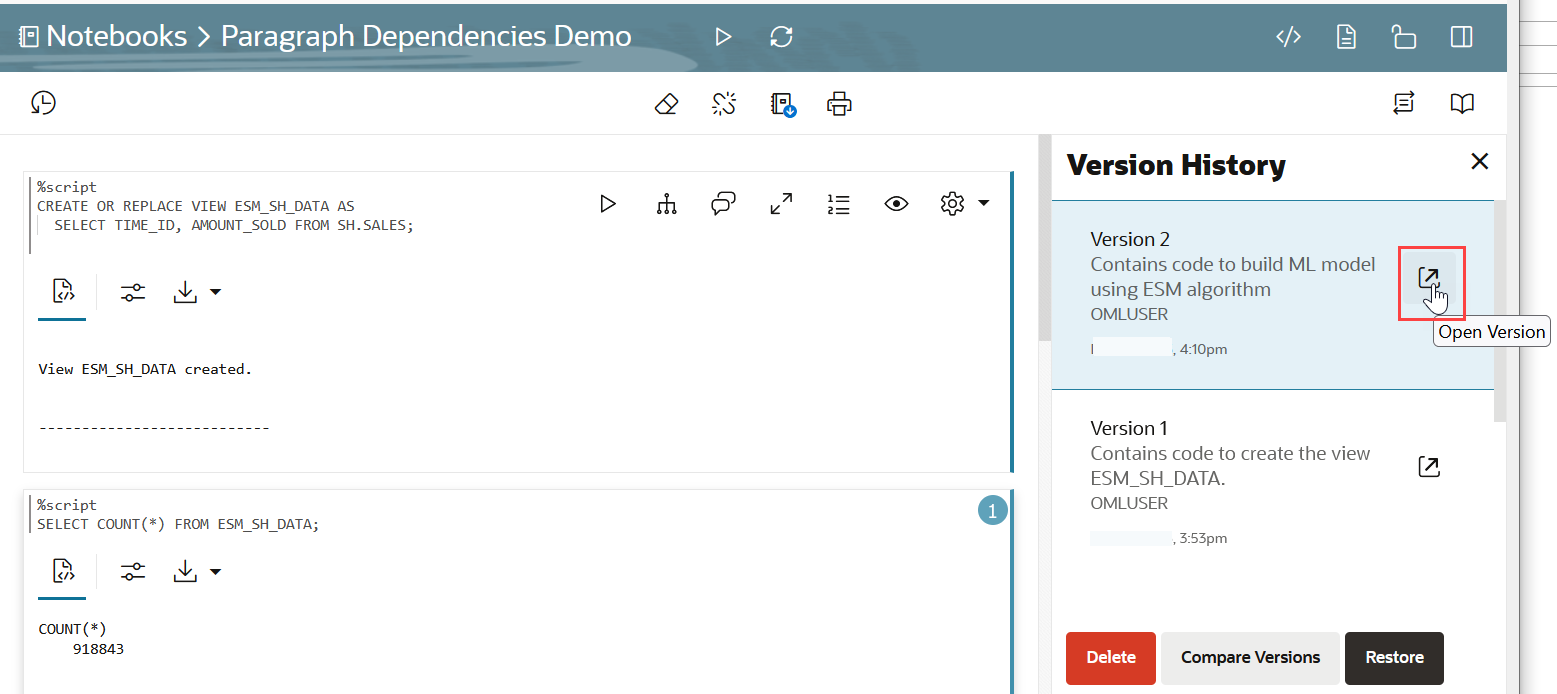 Notebooks > Paragraph Dependencies Demo
%script
CREATE OR REPLACE VIEW ESM_SH_DATA AS
SELECT TIME_ID, AMOUNT_SOLD FROM SH.SALES;
View ESM_SH_DATA created.
---------------------------
%script
SELECT COUNT(*) FROM ESM_SH_DATA;
1
COUNT(*)
918843
Version History
Version 2
Contains code to build ML model
using ESM algorithm
OMLUSER
, 4:10pm
Open Version
Version 1
Contains code to create the view
ESM_SH_DATA.
OMLUSER
, 3:53pm
Delete
Compare Versions
Restore